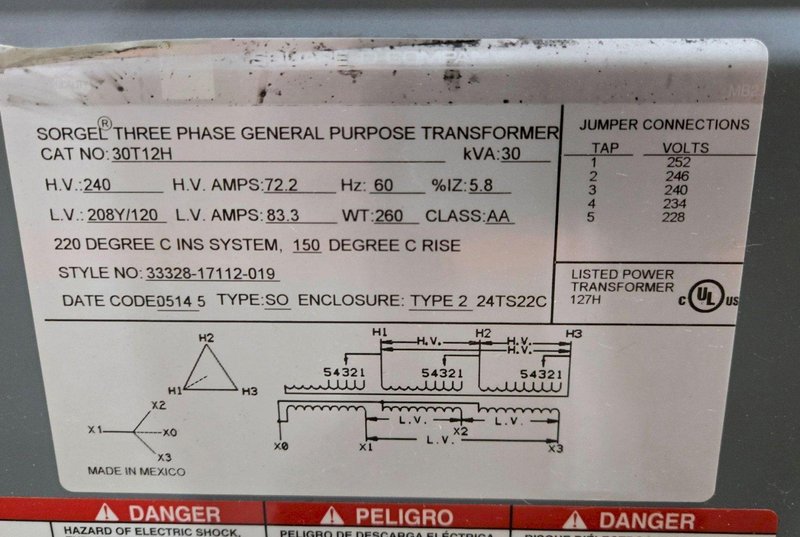 SORGEL® THREE PHASE GENERAL PURPOSE TRANSFORMER
CAT NO: 30T12H kVA: 30
H.V.: 240 H.V. AMPS: 72.2 Hz: 60 %IZ: 5.8
L.V.: 208Y/120 L.V. AMPS: 83.3 WT: 260 CLASS: AA
220 DEGREE C INS SYSTEM, 150 DEGREE C RISE
STYLE NO: 33328-17112-019
DATE CODE 0514 5 TYPE: SO ENCLOSURE: TYPE 2 24TS22C
JUMPER CONNECTIONS
TAP VOLTS
1 252
2 246
3 240
4 234
5 228
LISTED POWER
TRANSFORMER
127H
C UL US
H2
H1 H3
X2
X1 X0
X3
MADE IN MEXICO
H1 H2 H3
H.V. H.V.
H.V.
54321 54321 54321
L.V. L.V.
X2
L.V.
X0 X1 X3
DANGER PELIGRO DANGER
HAZARD OF ELECTRIC SHOCK,
PELIGRO DE DESCARGA ELÉCTRICA